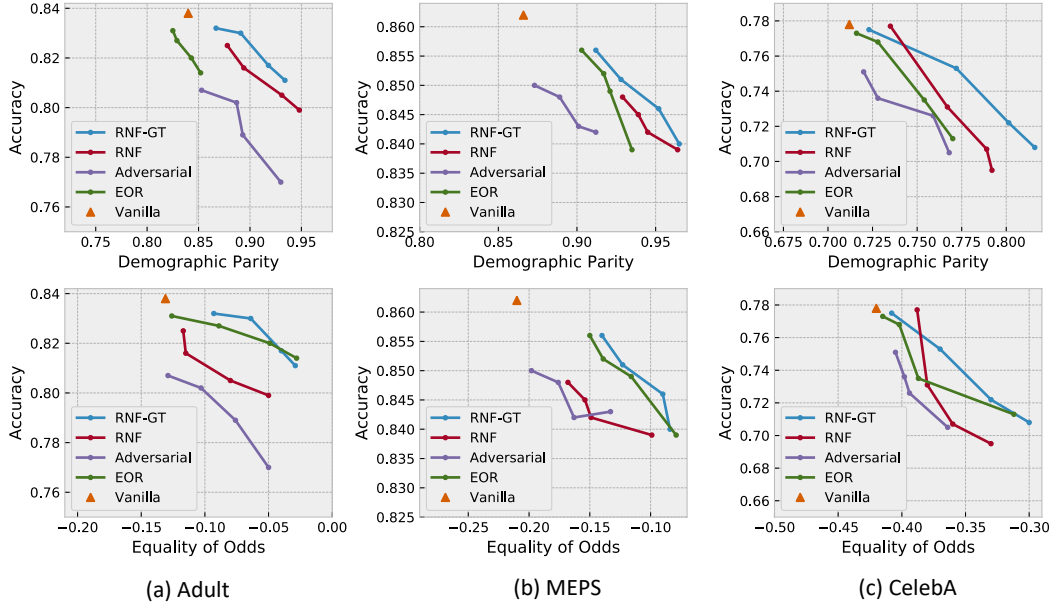 0.84
0.82
0.80
0.78
0.76
Accuracy
RNF-GT
RNF
Adversarial
EOR
Vanilla
0.75 0.80 0.85 0.90 0.95
Demographic Parity
0.860
0.855
0.850
0.845
0.840
0.835
0.830
0.825
Accuracy
RNF-GT
RNF
Adversarial
EOR
Vanilla
0.80 0.85 0.90 0.95
Demographic Parity
0.78
0.76
0.74
0.72
0.70
0.68
0.66
Accuracy
RNF-GT
RNF
Adversarial
EOR
Vanilla
0.675 0.700 0.725 0.750 0.775 0.800
Demographic Parity
0.84
0.82
0.80
0.78
0.76
Accuracy
RNF-GT
RNF
Adversarial
EOR
Vanilla
−0.20 −0.15 −0.10 −0.05 0.00
Equality of Odds
0.860
0.855
0.850
0.845
0.840
0.835
0.830
0.825
Accuracy
RNF-GT
RNF
Adversarial
EOR
Vanilla
−0.25 −0.20 −0.15 −0.10
Equality of Odds
0.78
0.76
0.74
0.72
0.70
0.68
0.66
Accuracy
RNF-GT
RNF
Adversarial
EOR
Vanilla
−0.50 −0.45 −0.40 −0.35 −0.30
Equality of Odds
(a) Adult
(b) MEPS
(c) CelebA